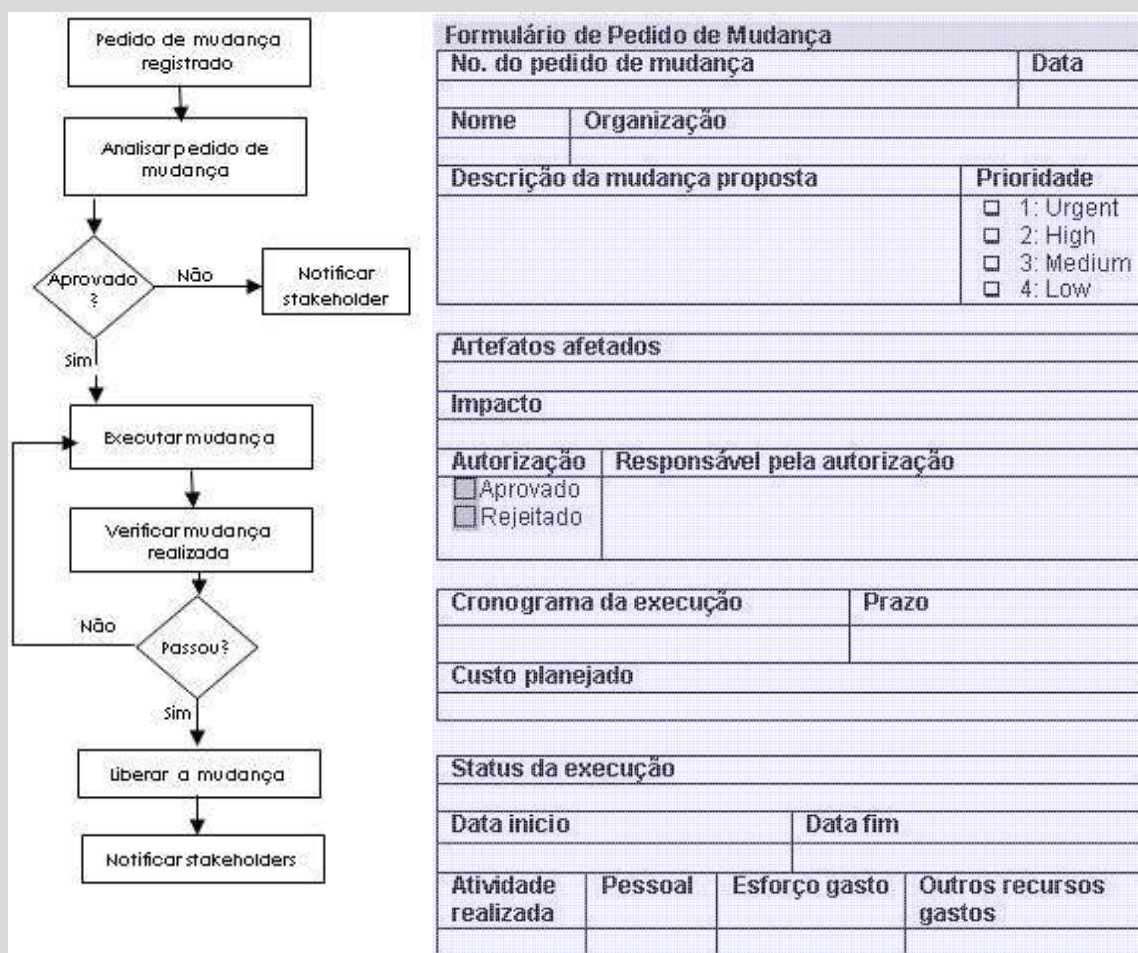 Pedido de mudança
registrado
Analisar pedido de
mudança
Aprovado
?
Não
Notificar
stakeholder
Sim
Executar mudança
Verificar mudança
realizada
Não
Passou?
Sim
Liberar a mudança
Notificar stakeholders
Formulário de Pedido de Mudança
No. do pedido de mudança Data
Nome Organização
Descrição da mudança proposta Prioridade
1: Urgent
2: High
3: Medium
4: Low
Artefatos afetados
Impacto
Autorização Responsável pela autorização
Aprovado
Rejeitado
Cronograma da execução Prazo
Custo planejado
Status da execução
Data inicio Data fim
Atividade Pessoal Esforço gasto Outros recursos
realizada gastos